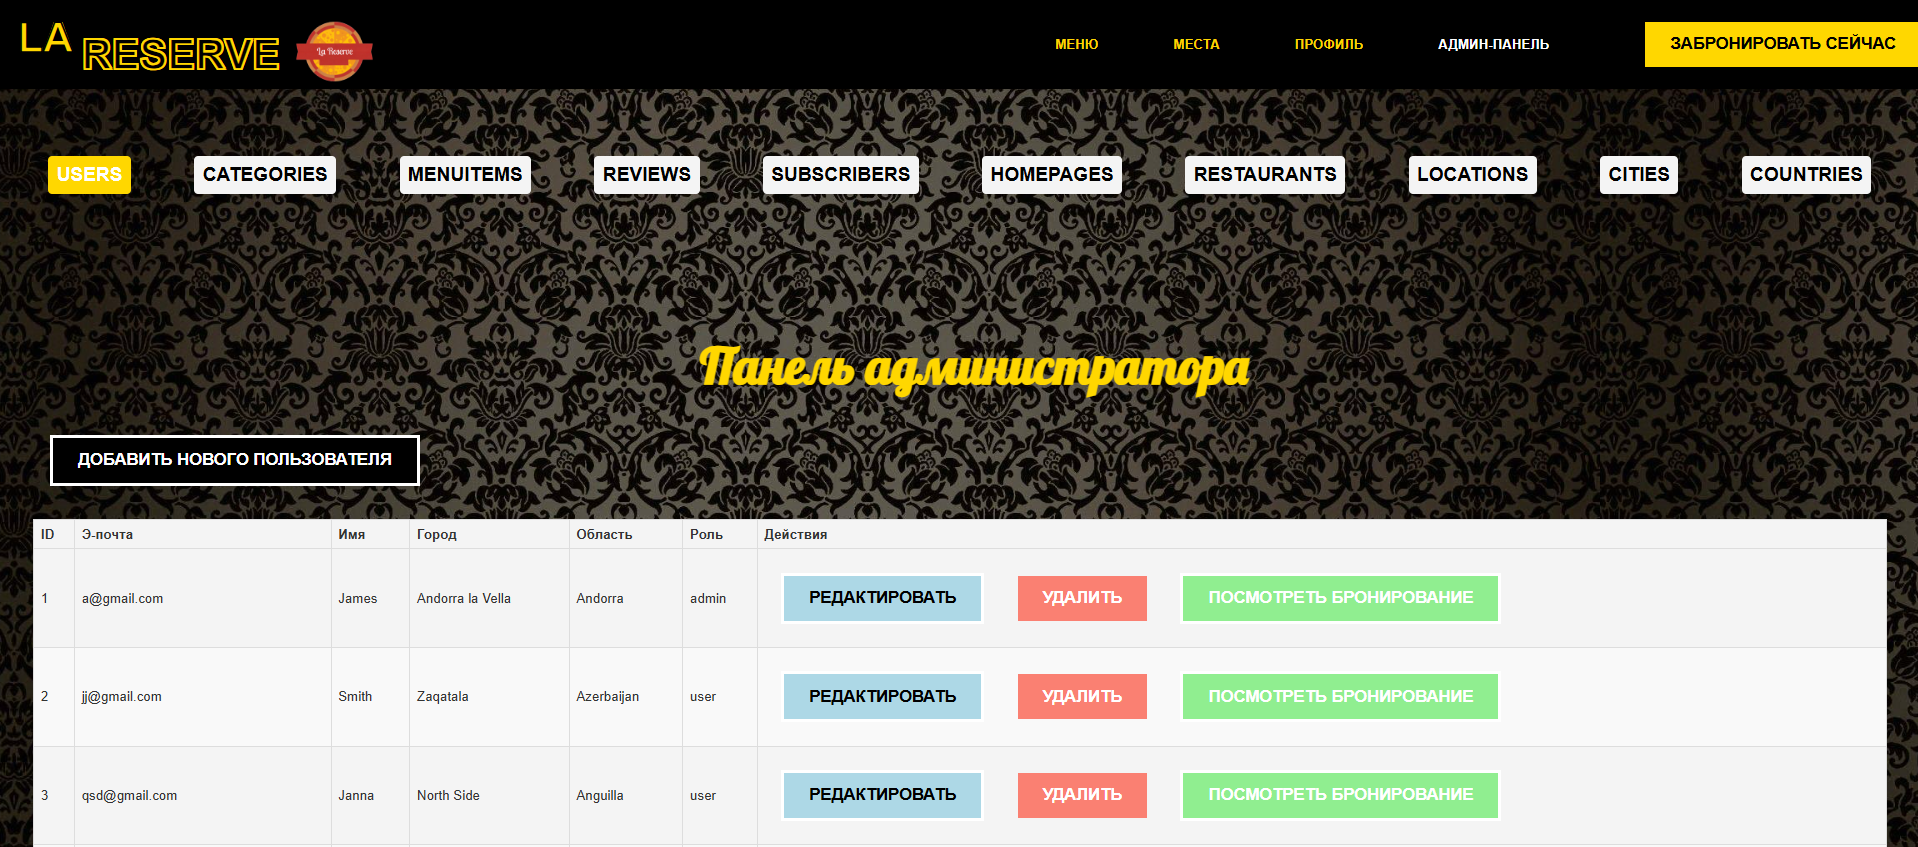 LA RESERVE La Reserve МЕНЮ МЕСТА ПРОФИЛЬ АДМИН-ПАНЕЛЬ ЗАБРОНИРОВАТЬ СЕЙЧАС
USERS CATEGORIES MENUITEMS REVIEWS SUBSCRIBERS HOMEPAGES RESTAURANTS LOCATIONS CITIES COUNTRIES
Панель администратора
ДОБАВИТЬ НОВОГО ПОЛЬЗОВАТЕЛЯ
ID Э-почта Имя Город Область Роль Действия
1 a@gmail.com James Andorra la Vella Andorra admin РЕДАКТИРОВАТЬ УДАЛИТЬ ПОСМОТРЕТЬ БРОНИРОВАНИЕ
2 jj@gmail.com Smith Zaqatala Azerbaijan user РЕДАКТИРОВАТЬ УДАЛИТЬ ПОСМОТРЕТЬ БРОНИРОВАНИЕ
3 qsd@gmail.com Janna North Side Anguilla user РЕДАКТИРОВАТЬ УДАЛИТЬ ПОСМОТРЕТЬ БРОНИРОВАНИЕ